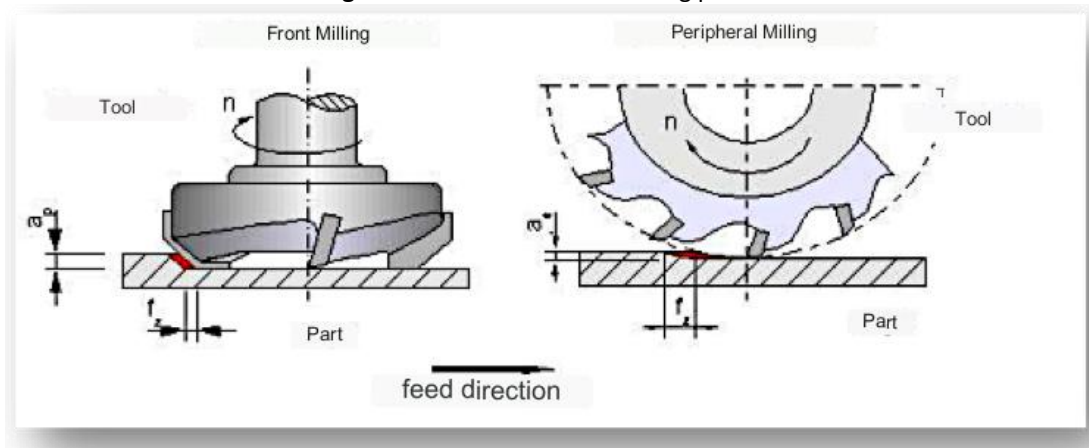 Front Milling
Peripheral Milling
Tool
n
n
Tool
a p
a e
f z
Part
f z
Part
feed direction